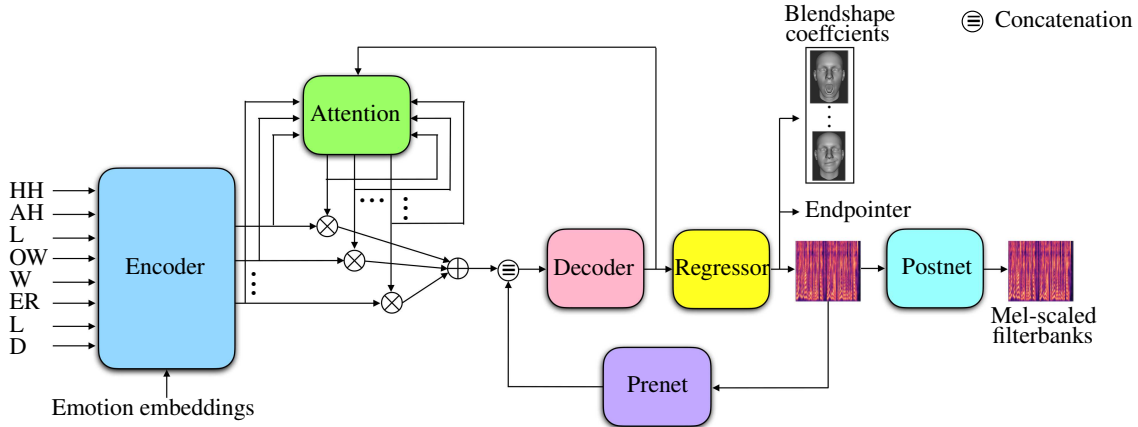 Blendshape
coeffcients
Concatenation
Attention
HH
AH
L
OW
W
ER
L
D
Encoder
Decoder
Regressor
Endpointer
Postnet
Mel-scaled
filterbanks
Prenet
Emotion embeddings